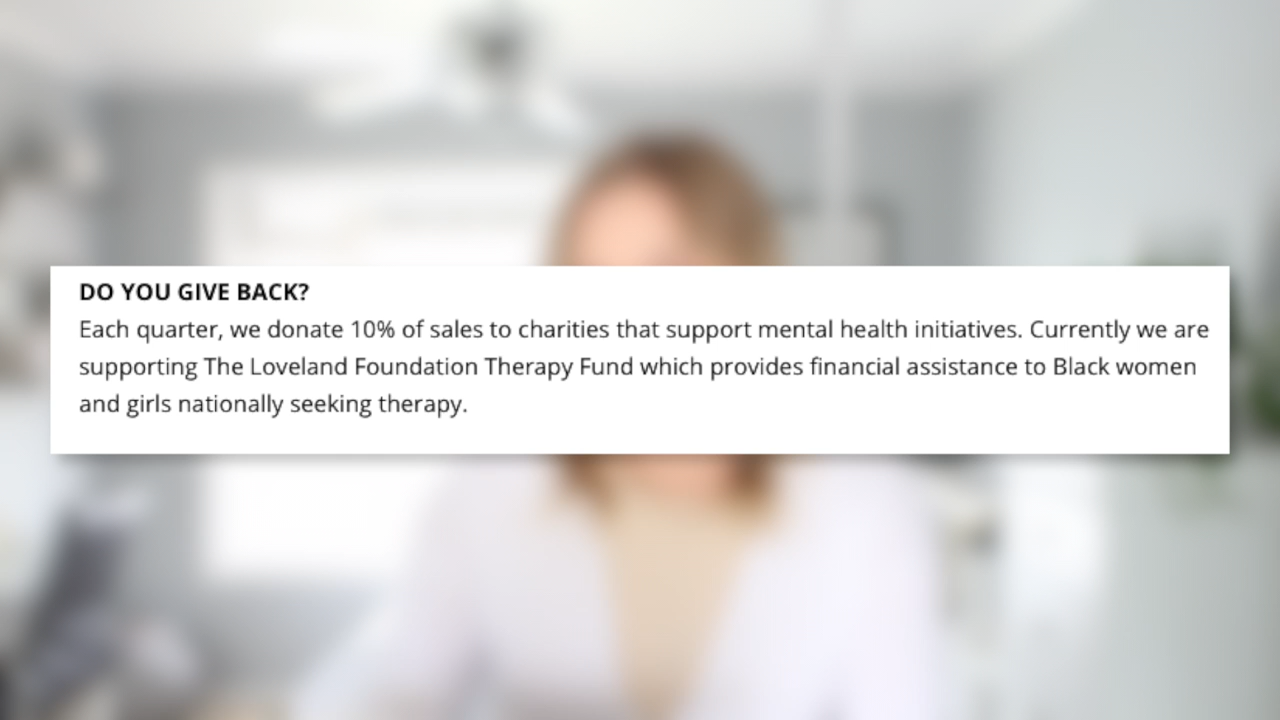 DO YOU GIVE BACK?
Each quarter, we donate 10% of sales to charities that support mental health initiatives. Currently we are
supporting The Loveland Foundation Therapy Fund which provides financial assistance to Black women
and girls nationally seeking therapy.